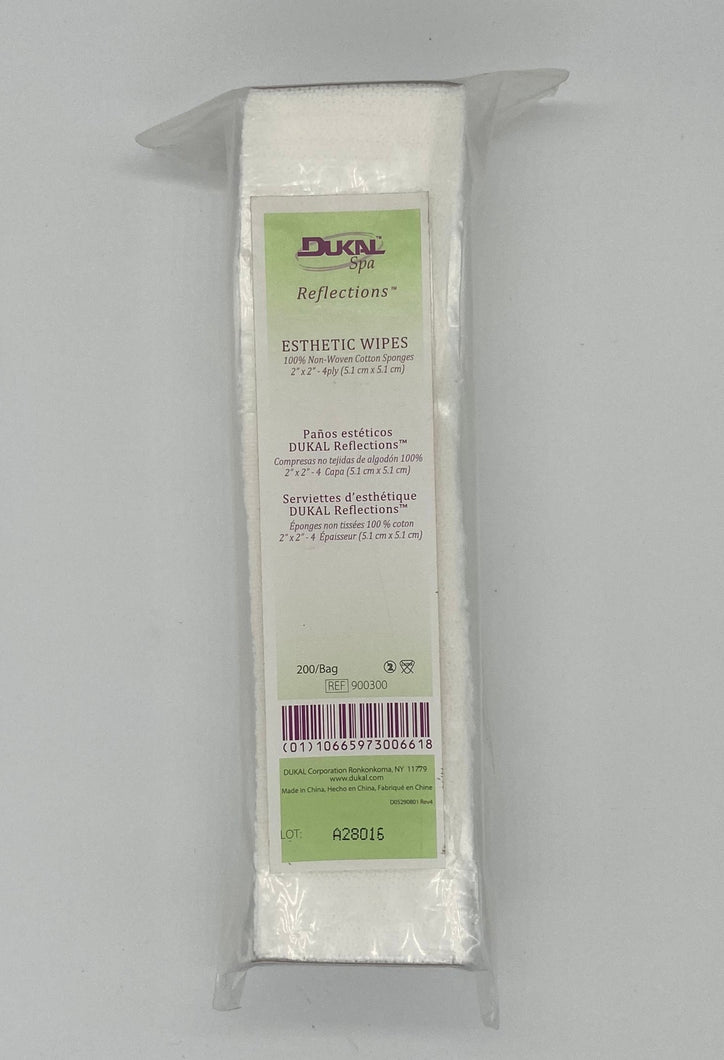 DUKAL™
Spa
Reflections™
ESTHETIC WIPES
100% Non-Woven Cotton Sponges
2" x 2" - 4ply (5.1 cm x 5.1 cm)
Paños estéticos
DUKAL Reflections™
Compresas no tejidas de algodón 100%
2" x 2" - 4 Capa (5.1 cm x 5.1 cm)
Serviettes d'esthétique
DUKAL Reflections™
Éponges non tissées 100 % coton
2" x 2" - 4 Épaisseur (5.1 cm x 5.1 cm)
200/Bag 2
REF 900300
(01)10665973006618
DUKAL Corporation Ronkonkoma, NY 11779
www.dukal.com
Made in China, Hecho en China, Fabriqué en Chine
D05290801 Rev4
LOT: A28016